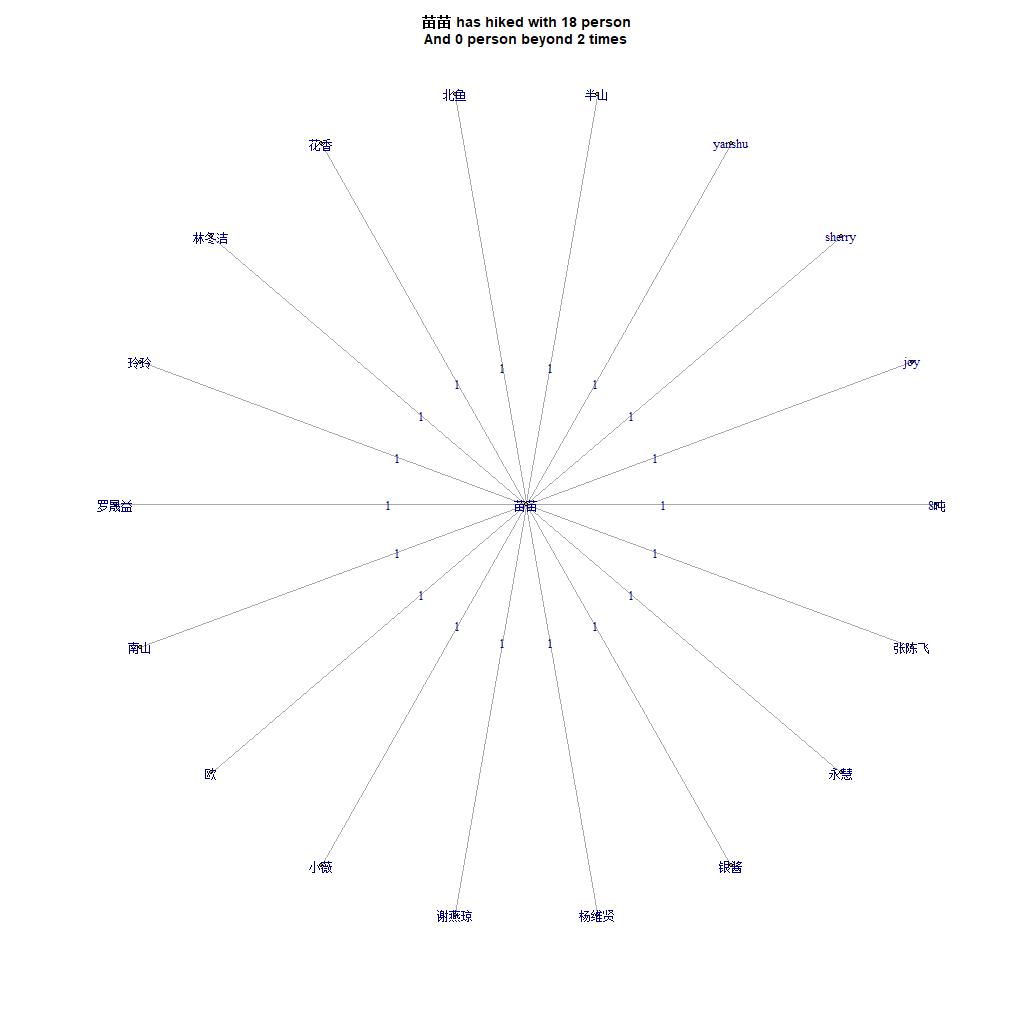 苗苗 has hiked with 18 person
And 0 person beyond 2 times
北鱼
半山
花香
yanshu
林冬洁
sherry
玲玲
joy
1
1
1
1
1
1
1
1
罗晟益
1
苗苗
1
8吨
1
1
1
1
1
1
1
1
南山
张陈飞
欧
永慧
小薇
银酱
谢燕琼
杨维贤